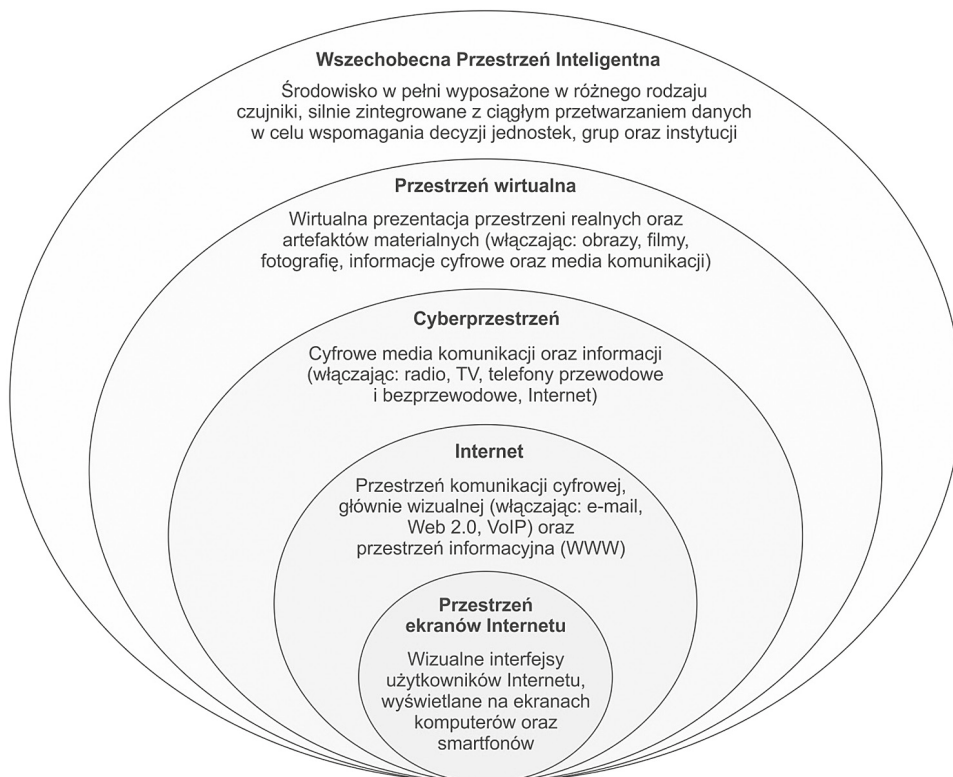 Wszechobecna Przestrzeń Inteligentna
Środowisko w pełni wyposażone w różnego rodzaju
czujniki, silnie zintegrowane z ciągłym przetwarzaniem danych
w celu wspomagania decyzji jednostek, grup oraz instytucji
Przestrzeń wirtualna
Wirtualna prezentacja przestrzeni realnych oraz
artefaktów materialnych (włączając: obrazy, filmy,
fotografię, informacje cyfrowe oraz media komunikacji)
Cyberprzestrzeń
Cyfrowe media komunikacji oraz informacji
(włączając: radio, TV, telefony przewodowe
i bezprzewodowe, Internet)
Internet
Przestrzeń komunikacji cyfrowej,
głównie wizualnej (włączając: e-mail,
Web 2.0, VoIP) oraz
przestrzeń informacyjna (WWW)
Przestrzeń
ekranów Internetu
Wizualne interfejsy
użytkowników Internetu,
wyświetlane na ekranach
komputerów oraz
smartfonów